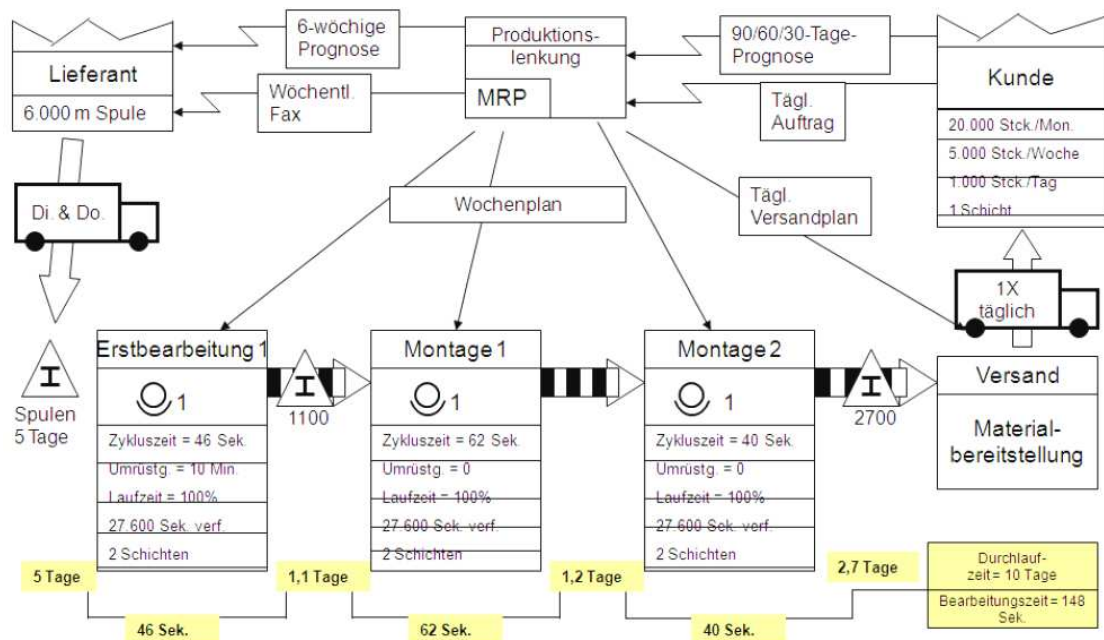 6-wöchige
Prognose
Produktions-
lenkung
MRP
90/60/30-Tage-
Prognose
Lieferant
6.000 m Spule
Wöchentl.
Fax
Tägl.
Auftrag
Kunde
20.000 Stck./Mon.
5.000 Stck./Woche
1.000 Stck./Tag
1 Schicht
Di. & Do.
Wochenplan
Tägl.
Versandplan
1X
täglich
I
Spulen
5 Tage
Erstbearbeitung 1
1
Zykluszeit = 46 Sek.
Umrüstg. = 10 Min.
Laufzeit = 100%
27.600 Sek. verf.
2 Schichten
I
1100
Montage 1
1
Zykluszeit = 62 Sek.
Umrüstg. = 0
Laufzeit = 100%
27.600 Sek. verf.
2 Schichten
Montage 2
1
Zykluszeit = 40 Sek.
Umrüstg. = 0
Laufzeit = 100%
27.600 Sek. verf.
2 Schichten
I
2700
Versand
Material-
bereitstellung
5 Tage
46 Sek.
1,1 Tage
62 Sek.
1,2 Tage
40 Sek.
2,7 Tage
Durchlauf-
zeit= 10 Tage
Bearbeitungszeit= 148
Sek.